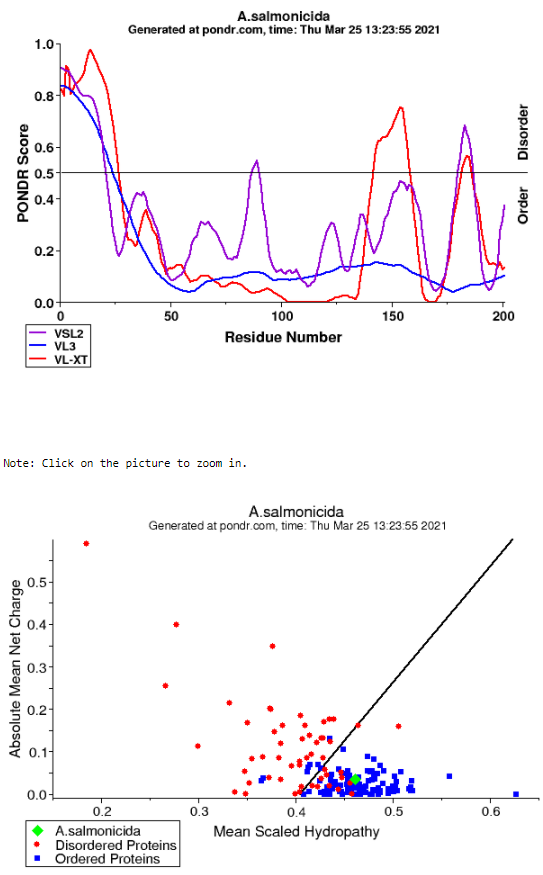 A.salmonicida
Generated at pondr.com, time: Thu Mar 25 13:23:55 2021
1.0
0.8
0.6
0.5
0.4
0.2
0.0
PONDR Score
Disorder
Order
0 50 100 150 200
Residue Number
VSL2
VL3
VL-XT
Note: Click on the picture to zoom in.
A.salmonicida
Generated at pondr.com, time: Thu Mar 25 13:23:55 2021
0.5
0.4
0.3
0.2
0.1
0.0
Absolute Mean Net Charge
0.2 0.3 0.4 0.5 0.6
Mean Scaled Hydropathy
A.salmonicida
Disordered Proteins
Ordered Proteins